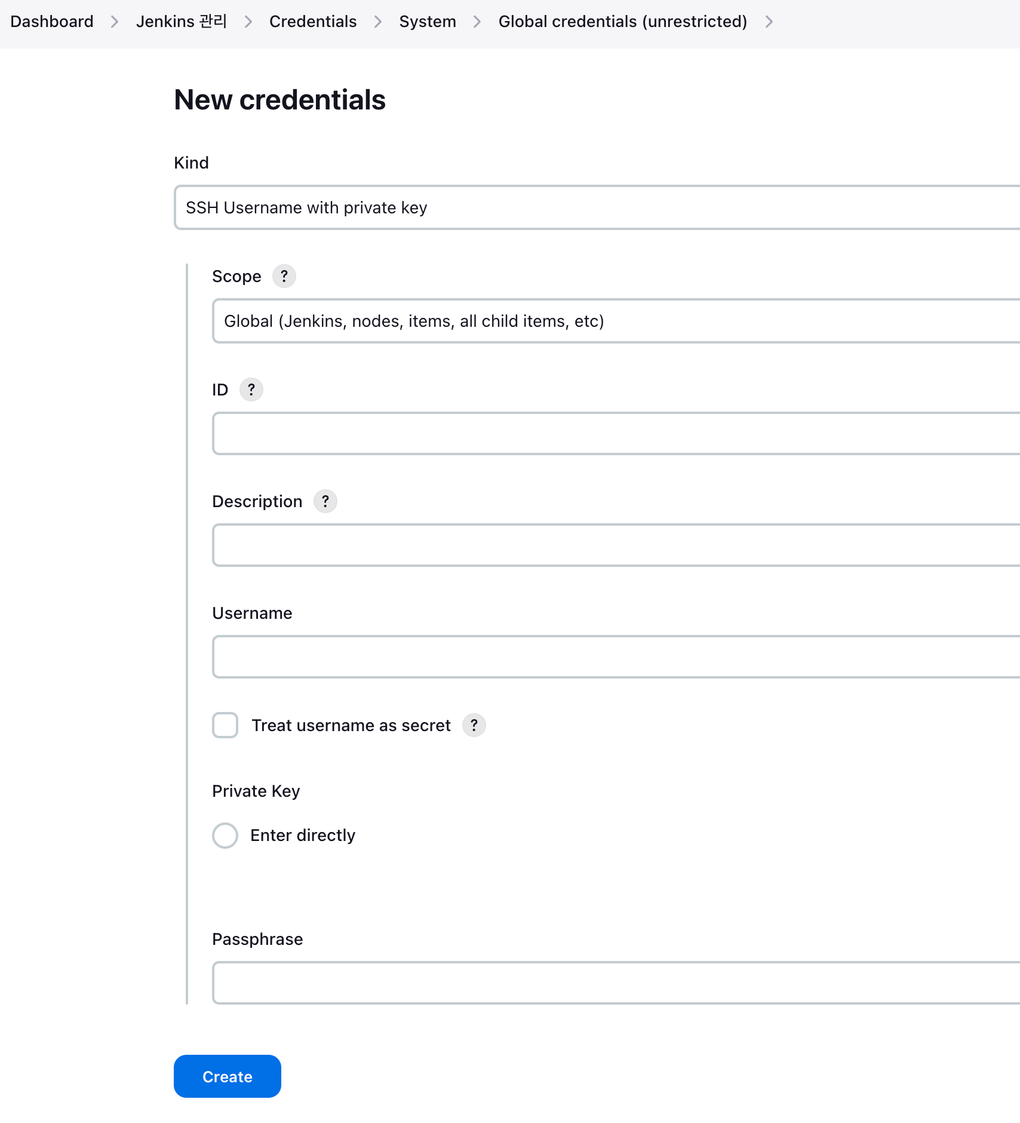 Dashboard > Jenkins 관리 > Credentials > System > Global credentials (unrestricted) >
New credentials
Kind
SSH Username with private key
Scope ?
Global (Jenkins, nodes, items, all child items, etc)
ID ?
Description ?
Username
Treat username as secret ?
Private Key
Enter directly
Passphrase
Create